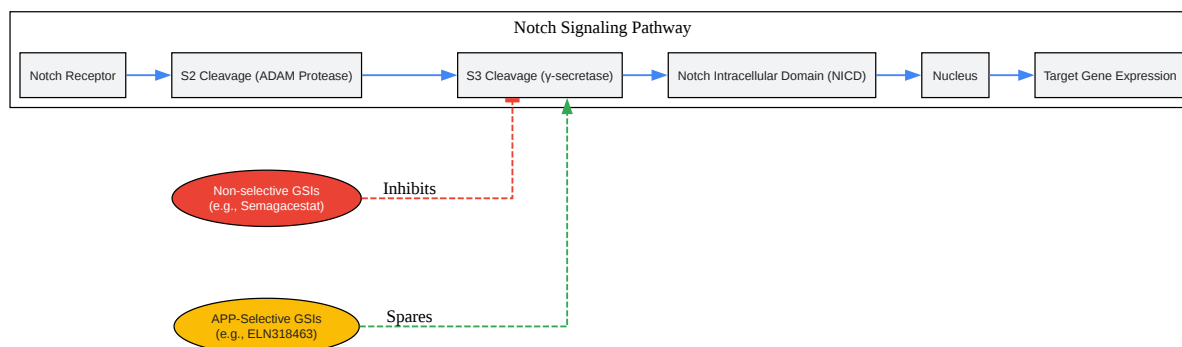 Notch Signaling Pathway
Notch Receptor
S2 Cleavage (ADAM Protease)
S3 Cleavage (γ-secretase)
Notch Intracellular Domain (NICD)
Nucleus
Target Gene Expression
Non-selective GSIs
(e.g., Semagacestat)
Inhibits
APP-Selective GSIs
(e.g., ELN318463)
Spares